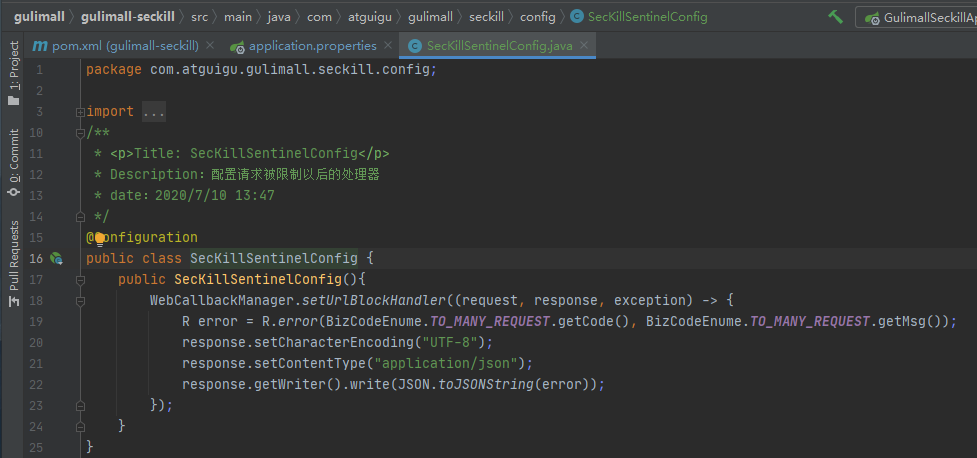 gulimall gulimall-seckill src main java com atguigu gulimall seckill config SecKillSentinelConfig
m pom.xml (gulimall-seckill) × application.properties × C SecKillSentinelConfig.java ×
1: Project
0: Commit
Pull Requests
1 package com.atguigu.gulimall.seckill.config;
2
3 import ...
10 /**
11 * <p>Title: SecKillSentinelConfig</p>
12 * Description：配置请求被限制以后的处理器
13 * date：2020/7/10 13:47
14 */
15 @Configuration
16 public class SecKillSentinelConfig {
17 public SecKillSentinelConfig(){
18 WebCallbackManager.setUrlBlockHandler((request, response, exception) -> {
19 R error = R.error(BizCodeEnume.TO_MANY_REQUEST.getCode(), BizCodeEnume.TO_MANY_REQUEST.getMsg());
20 response.setCharacterEncoding("UTF-8");
21 response.setContentType("application/json");
22 response.getWriter().write(JSON.toJSONString(error));
23 });
24 }
25 }